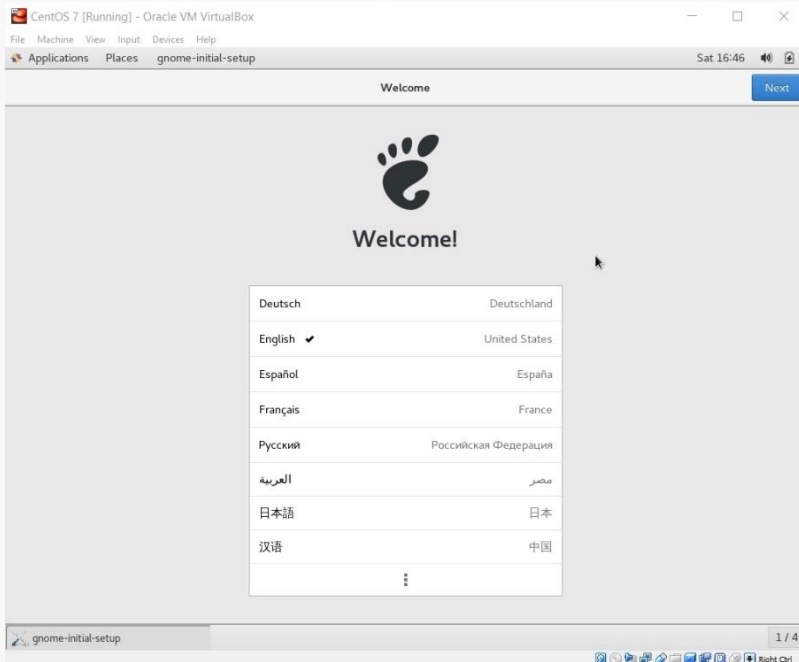 CentOS 7 [Running] - Oracle VM VirtualBox
File Machine View Input Devices Help
Applications Places gnome-initial-setup Sat 16:46
Welcome Next
Welcome!
Deutsch Deutschland
English ✔ United States
Español España
Français France
Русский Российская Федерация
العربية مصر
日本語 日本
汉语 中国
gnome-initial-setup 1 / 4
Right Ctrl